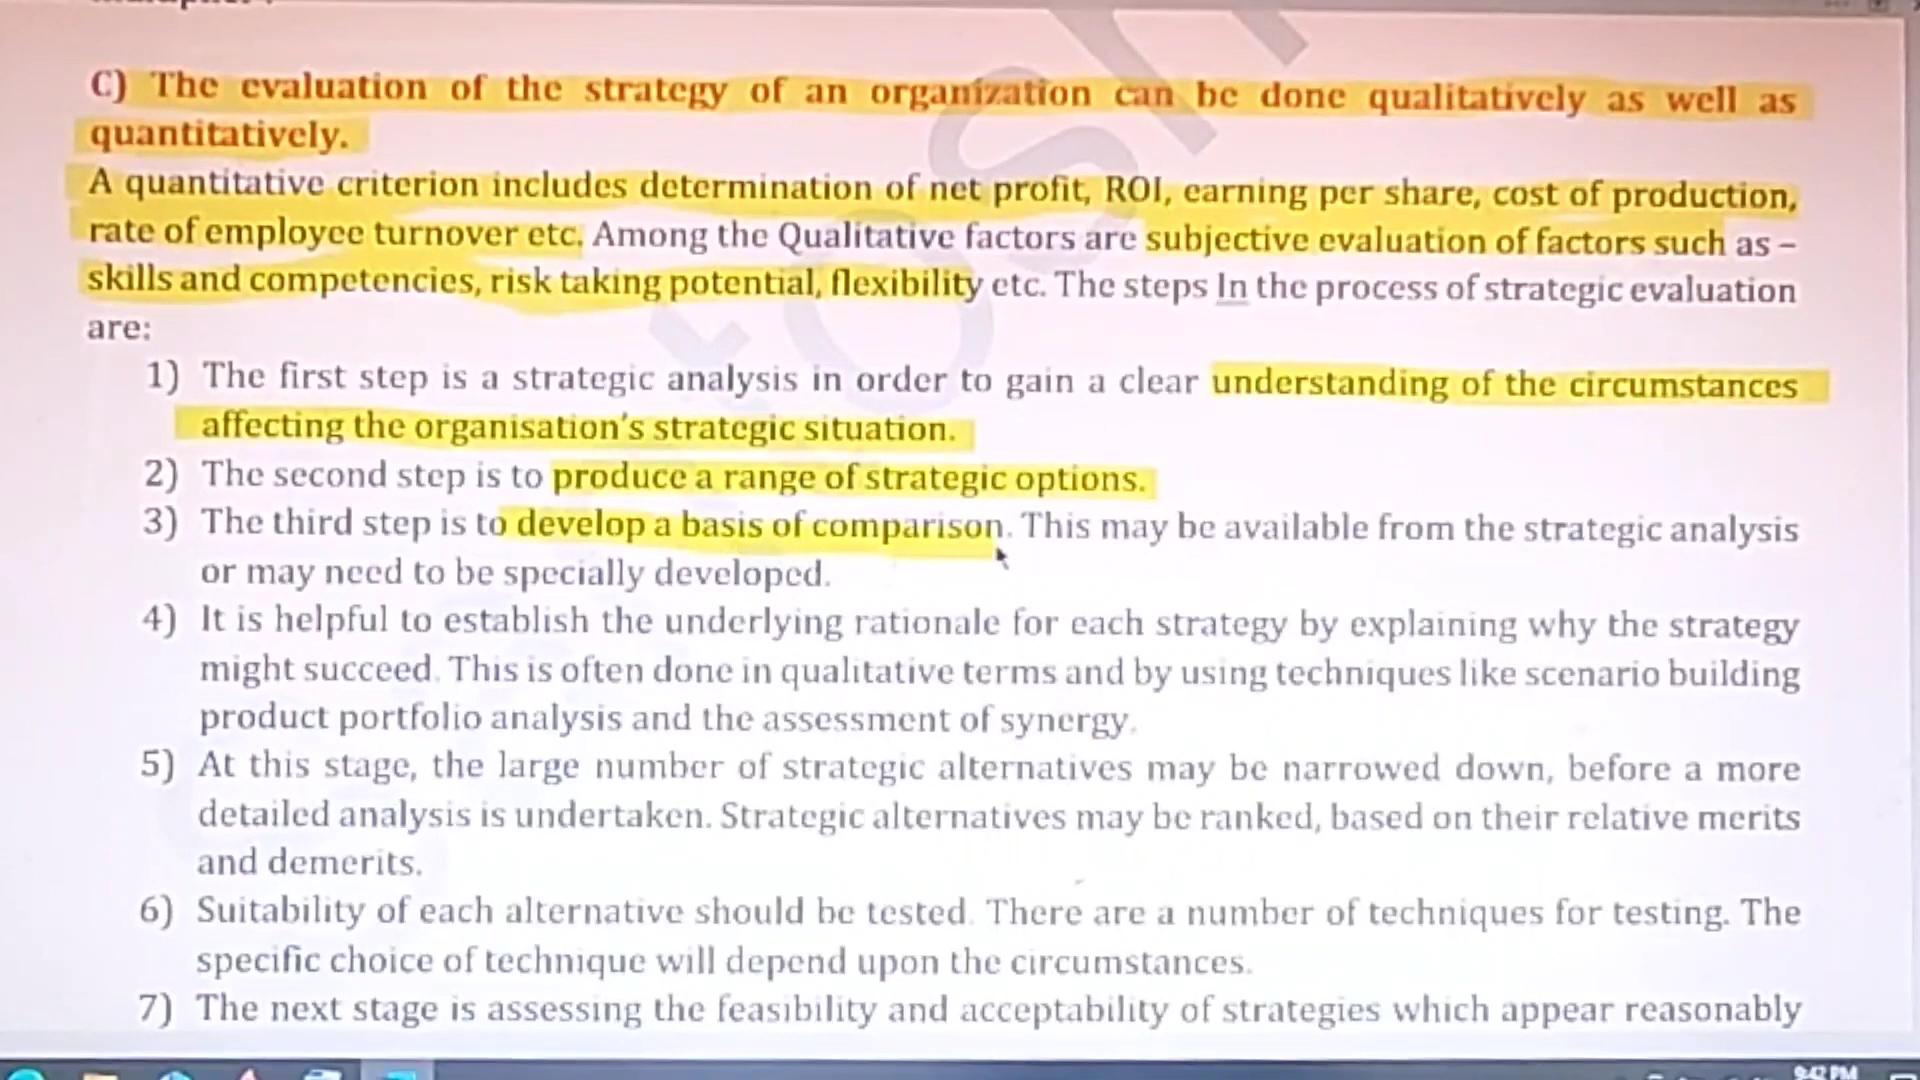 C) The evaluation of the strategy of an organization can be done qualitatively as well as
quantitatively.
A quantitative criterion includes determination of net profit, ROI, earning per share, cost of production,
rate of employee turnover etc. Among the Qualitative factors are subjective evaluation of factors such as –
skills and competencies, risk taking potential, flexibility etc. The steps In the process of strategic evaluation
are:
1) The first step is a strategic analysis in order to gain a clear understanding of the circumstances
affecting the organisation's strategic situation.
2) The second step is to produce a range of strategic options.
3) The third step is to develop a basis of comparison. This may be available from the strategic analysis
or may need to be specially developed.
4) It is helpful to establish the underlying rationale for each strategy by explaining why the strategy
might succeed. This is often done in qualitative terms and by using techniques like scenario building
product portfolio analysis and the assessment of synergy.
5) At this stage, the large number of strategic alternatives may be narrowed down, before a more
detailed analysis is undertaken. Strategic alternatives may be ranked, based on their relative merits
and demerits.
6) Suitability of each alternative should be tested. There are a number of techniques for testing. The
specific choice of technique will depend upon the circumstances.
7) The next stage is assessing the feasibility and acceptability of strategies which appear reasonably
9:42 PM